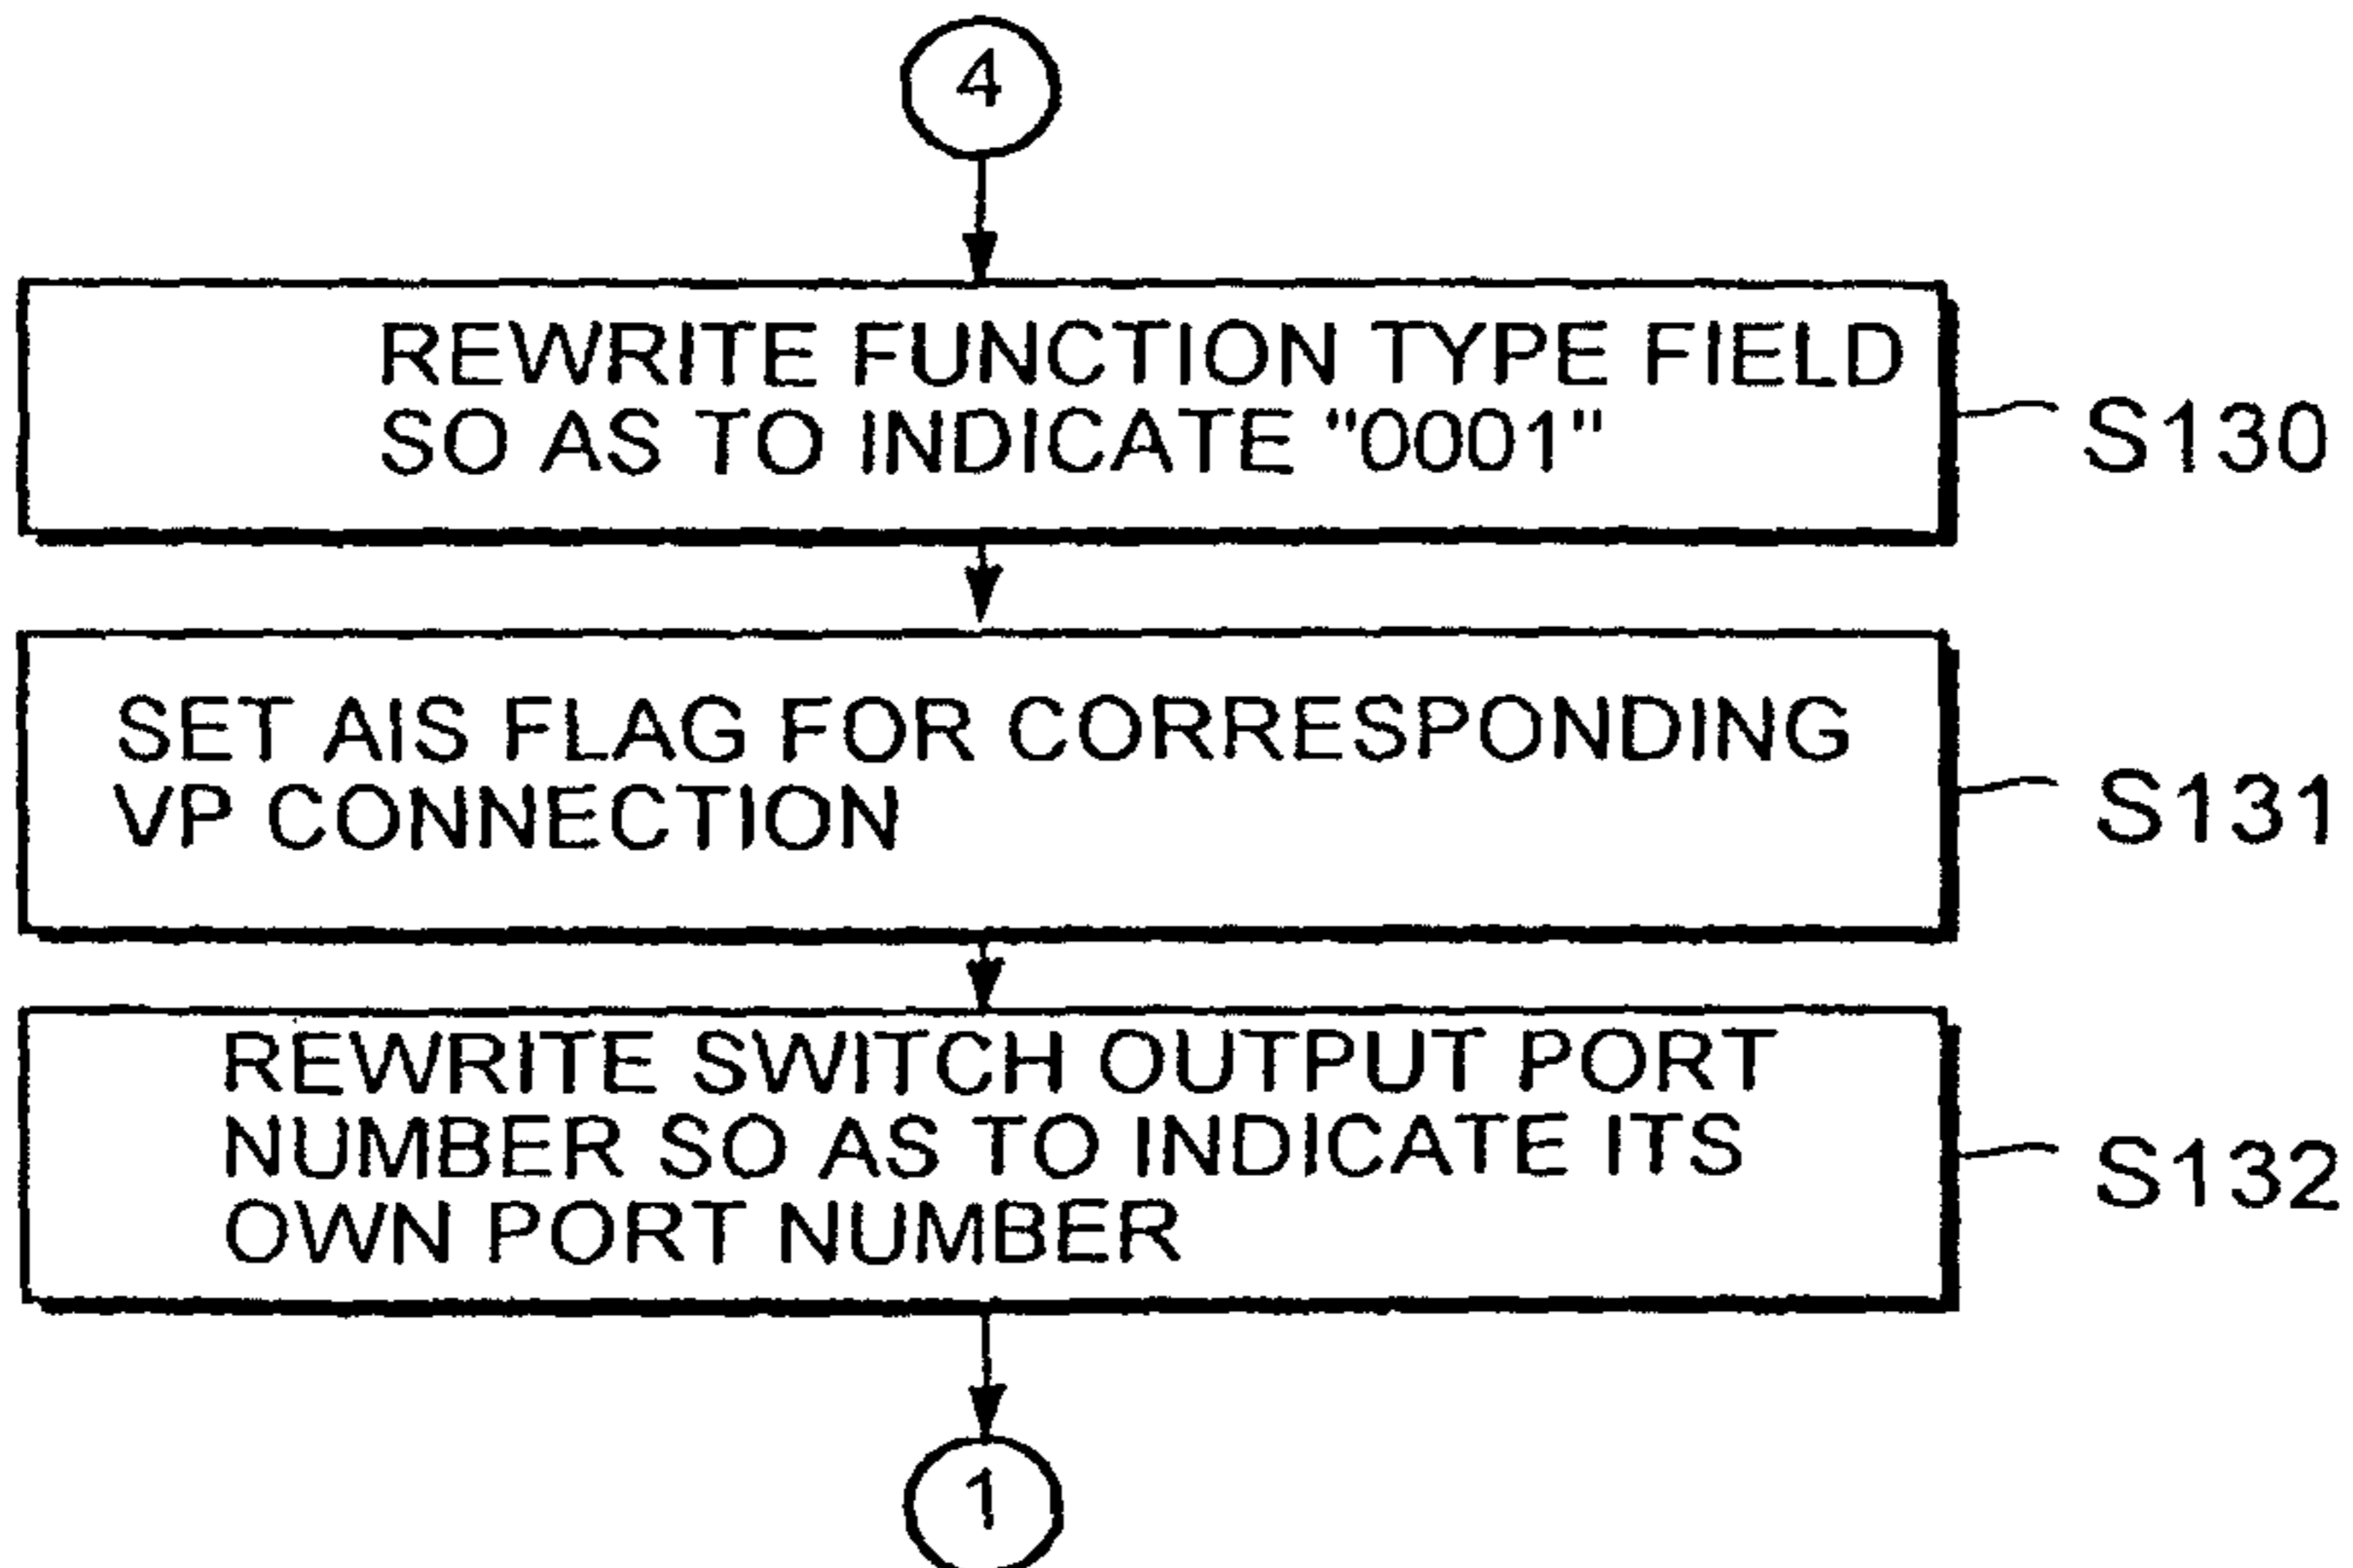 4
REWRITE FUNCTION TYPE FIELD
SO AS TO INDICATE "0001"
S130
SET AIS FLAG FOR CORRESPONDING
VP CONNECTION
S131
REWRITE SWITCH OUTPUT PORT
NUMBER SO AS TO INDICATE ITS
OWN PORT NUMBER
S132
1